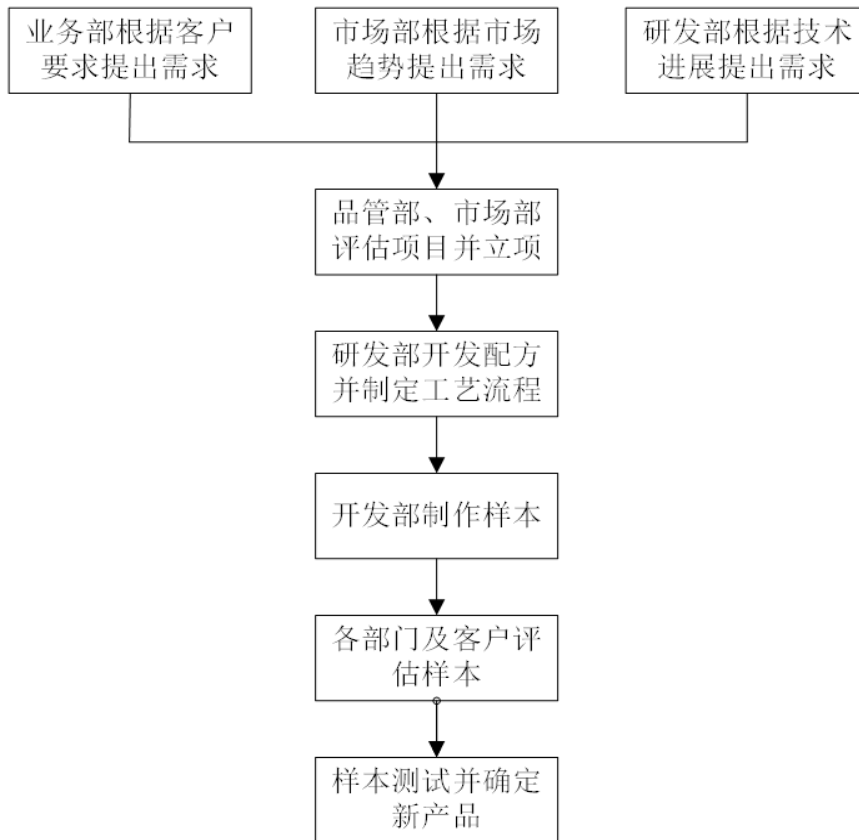 业务部根据客户
要求提出需求
市场部根据市场
趋势提出需求
研发部根据技术
进展提出需求
品管部、市场部
评估项目并立项
研发部开发配方
并制定工艺流程
开发部制作样本
各部门及客户评
估样本
样本测试并确定
新产品